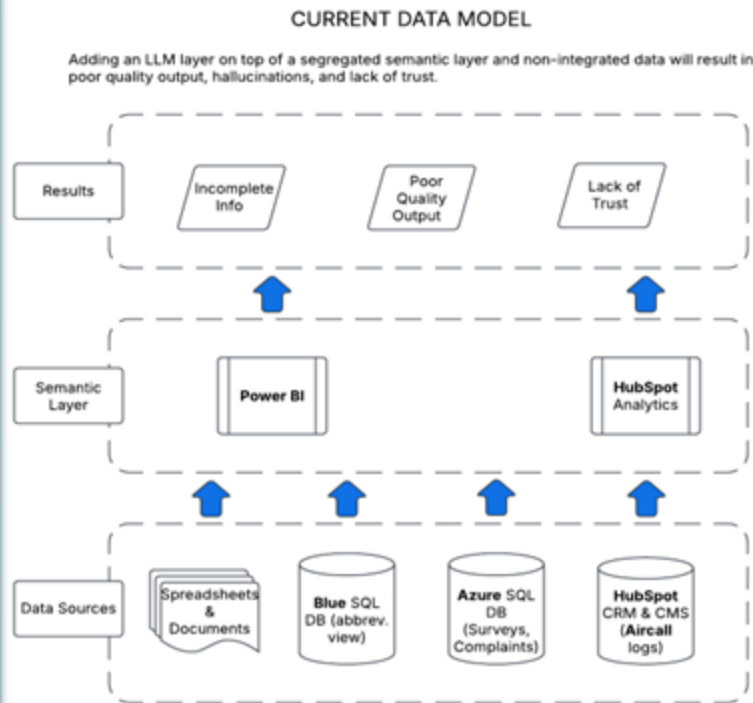 CURRENT DATA MODEL
Adding an LLM layer on top of a segregated semantic layer and non-integrated data will result in
poor quality output, hallucinations, and lack of trust.
Results
Incomplete
Info
Poor
Quality
Output
Lack of
Trust
Semantic
Layer
Power BI
HubSpot
Analytics
Data Sources
Spreadsheets
&
Documents
Blue SQL
DB (abbrev.
view)
Azure SQL
DB
(Surveys,
Complaints)
HubSpot
CRM & CMS
(Aircall
logs)